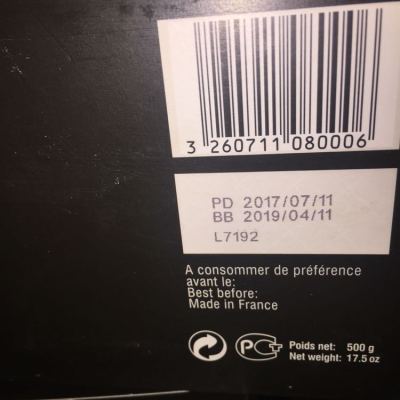 3 260711 080006
PD 2017/07/11
BB 2019/04/11
L7192
A consommer de préférence
avant le:
Best before:
Made in France
Poids net: 500 g
Net weight: 17.5 oz